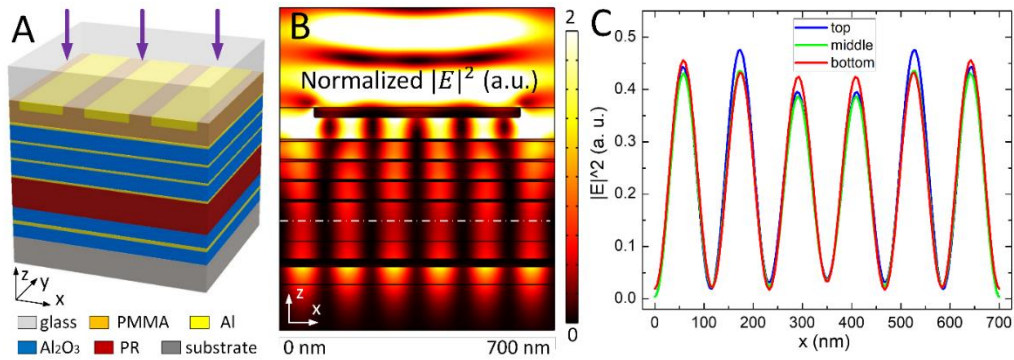 A
z
y
x
glass PMMA Al
Al₂O₃ PR substrate
B
Normalized |E|² (a.u.)
z
x
0 nm 700 nm
2
0
C
top
middle
bottom
|E|^2 (a. u.)
0.5
0.4
0.3
0.2
0.1
0.0
0 100 200 300 400 500 600 700
x (nm)